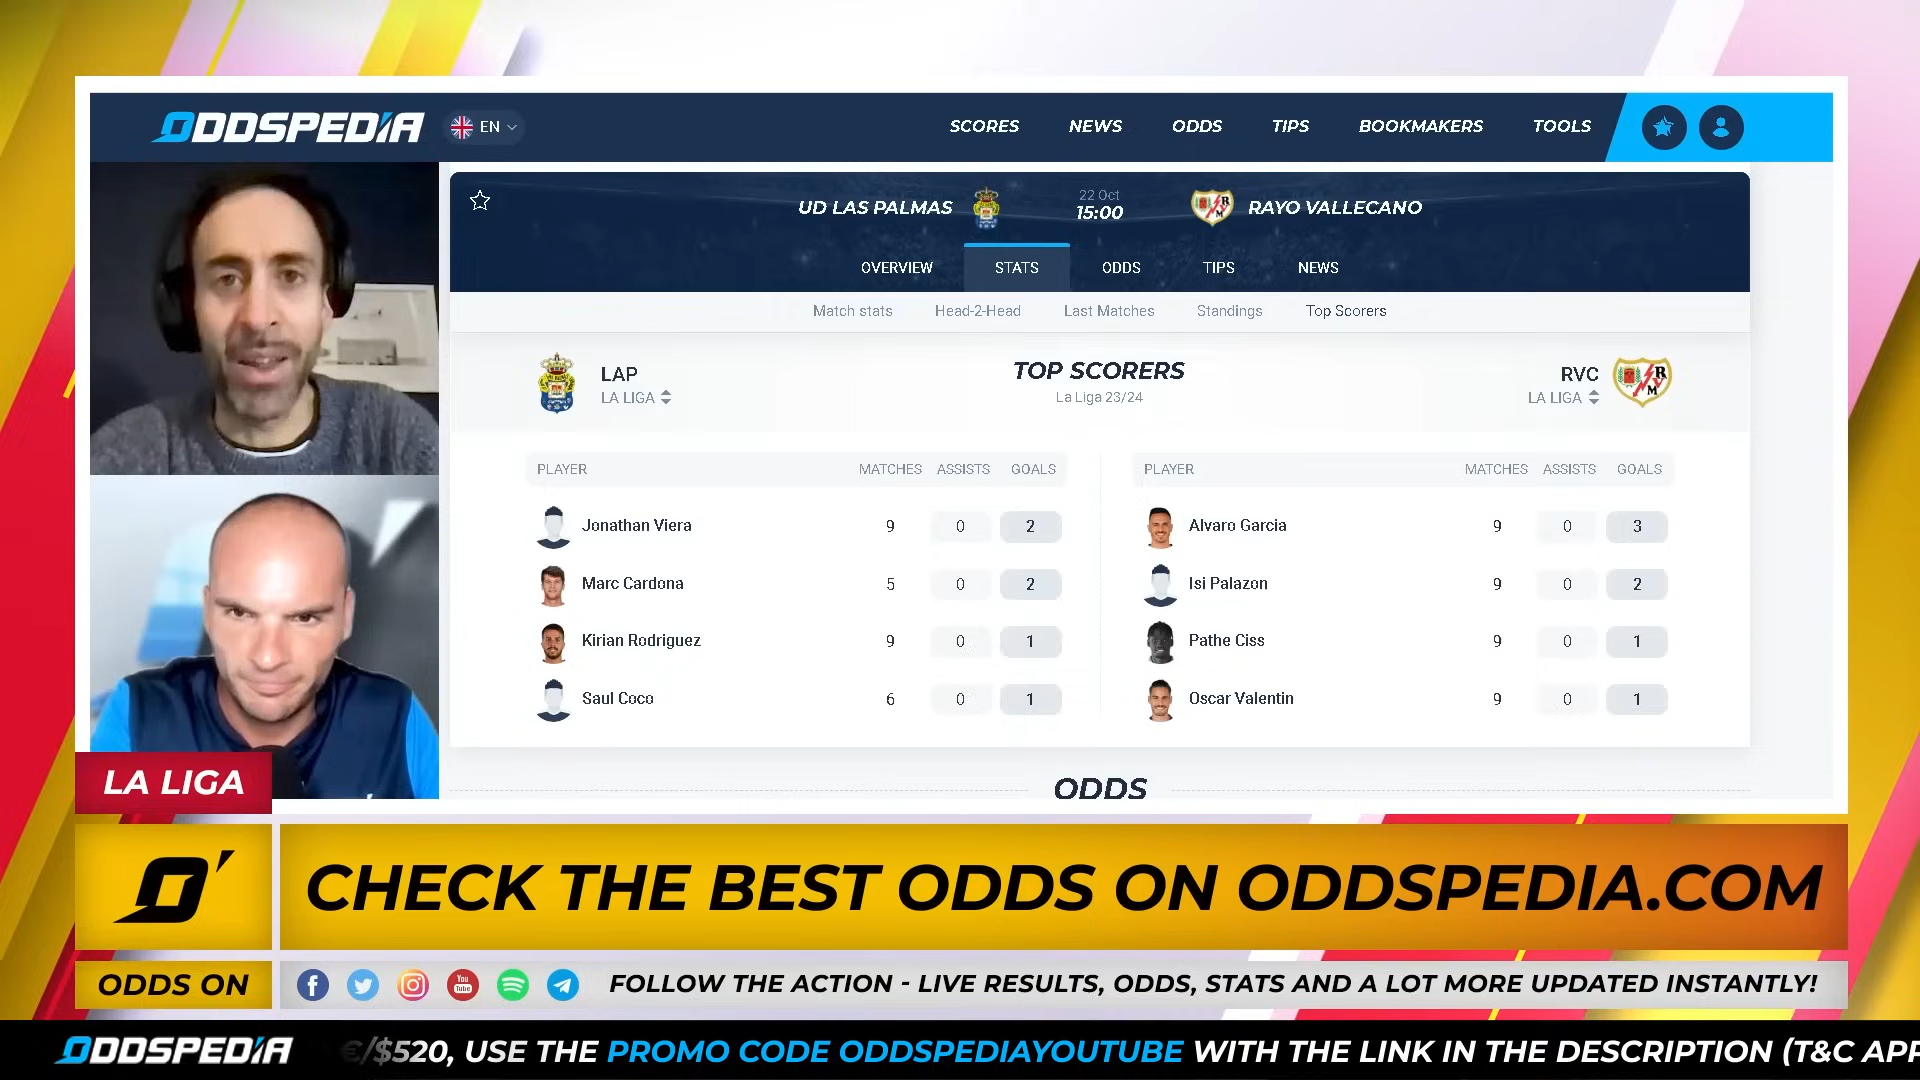 ODDSPEDIA
EN
SCORES NEWS ODDS TIPS BOOKMAKERS TOOLS
UD LAS PALMAS
22 Oct
15:00
RAYO VALLECANO
OVERVIEW STATS ODDS TIPS NEWS
Match stats Head-2-Head Last Matches Standings Top Scorers
LAP
LA LIGA
TOP SCORERS
La Liga 23/24
RVC
LA LIGA
PLAYER MATCHES ASSISTS GOALS
Jonathan Viera 9 0 2
Marc Cardona 5 0 2
Kirian Rodriguez 9 0 1
Saul Coco 6 0 1
PLAYER MATCHES ASSISTS GOALS
Alvaro Garcia 9 0 3
Isi Palazon 9 0 2
Pathe Ciss 9 0 1
Oscar Valentin 9 0 1
ODDS
LA LIGA
CHECK THE BEST ODDS ON ODDSPEDIA.COM
ODDS ON
FOLLOW THE ACTION - LIVE RESULTS, ODDS, STATS AND A LOT MORE UPDATED INSTANTLY!
ODDSPEDIA
€/$520, USE THE PROMO CODE ODDSPEDIAYOUTUBE WITH THE LINK IN THE DESCRIPTION (T&C APP